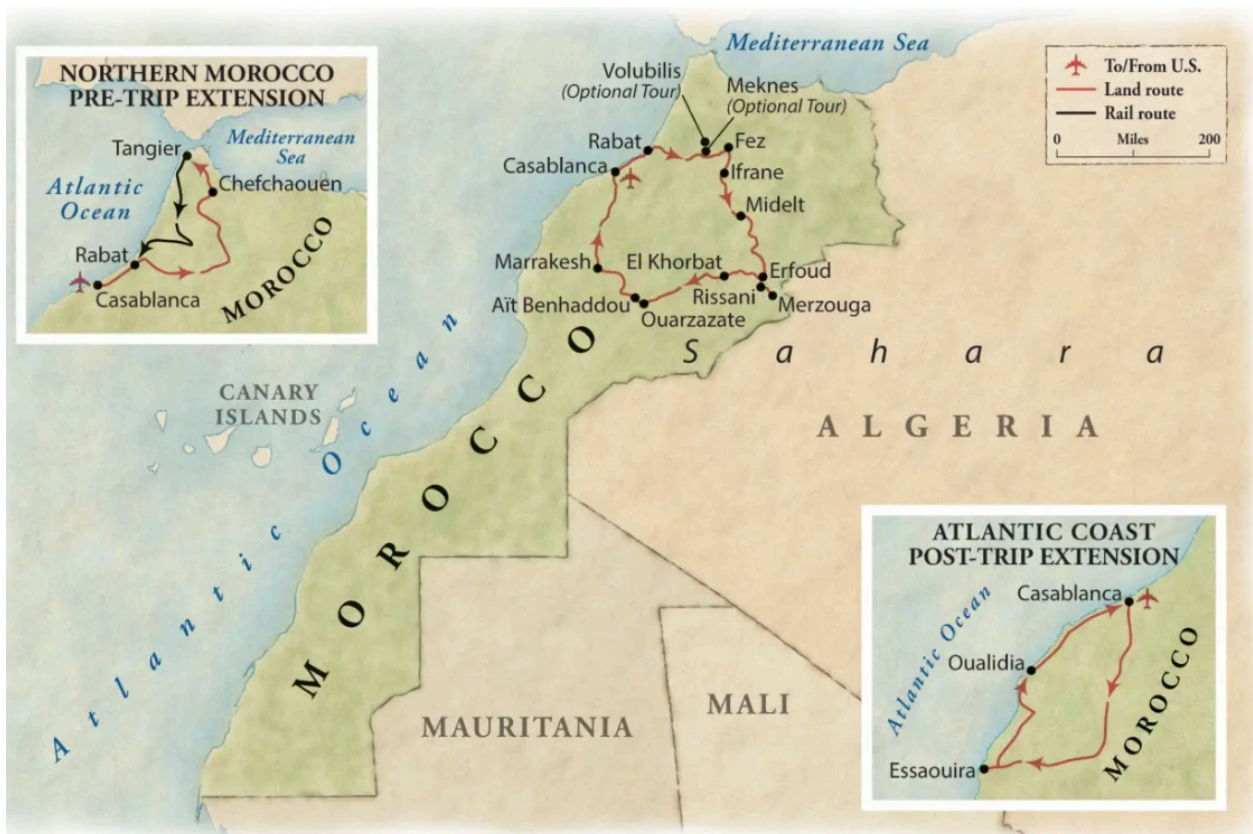 NORTHERN MOROCCO
PRE-TRIP EXTENSION
Tangier
Mediterranean
Sea
Chefchaouen
Atlantic
Ocean
Rabat
Casablanca
MOROCCO
Mediterranean Sea
To/From U.S.
Land route
Rail route
0 Miles 200
Volubilis
(Optional Tour)
Meknes
(Optional Tour)
Rabat
Fez
Casablanca
Ifrane
Midelt
Marrakesh
El Khorbat
Erfoud
Rissani
Merzouga
Aït Benhaddou
Ouarzazate
Sahara
CANARY
ISLANDS
Atlantic Ocean
MOROCCO
ALGERIA
MAURITANIA
MALI
ATLANTIC COAST
POST-TRIP EXTENSION
Casablanca
Atlantic Ocean
Oualidia
MOROCCO
Essaouira